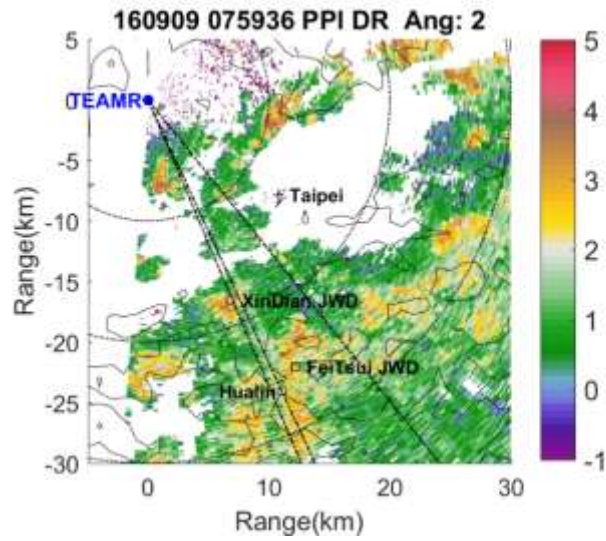 160909 075936 PPI DR Ang: 2
5
0
-5
-10
-15
-20
-25
-30
Range(km)
TEAMR
Taipei
XinDian JWD
FeiTsui JWD
Hualin
0
10
20
30
Range(km)
5
4
3
2
1
0
-1